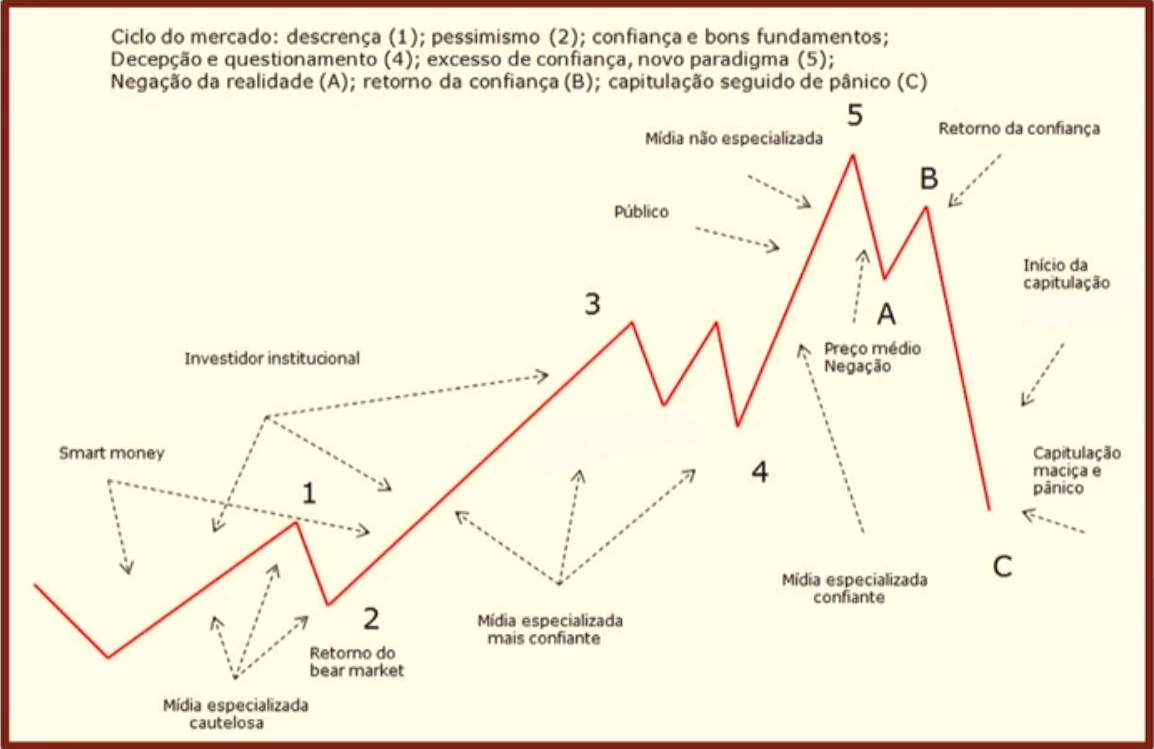 Ciclo do mercado: descrença (1); pessimismo (2); confiança e bons fundamentos;
Decepção e questionamento (4); excesso de confiança, novo paradigma (5);
Negação da realidade (A); retorno da confiança (B); capitulação seguido de pânico (C)
5
Mídia não especializada
Retorno da confiança
B
Público
Início da
capitulação
3
A
Preço médio
Negação
Investidor institucional
Smart money
Capitulação
maciça e
pânico
1
4
C
Mídia especializada
confiante
2
Mídia especializada
mais confiante
Retorno do
bear market
Mídia especializada
cautelosa